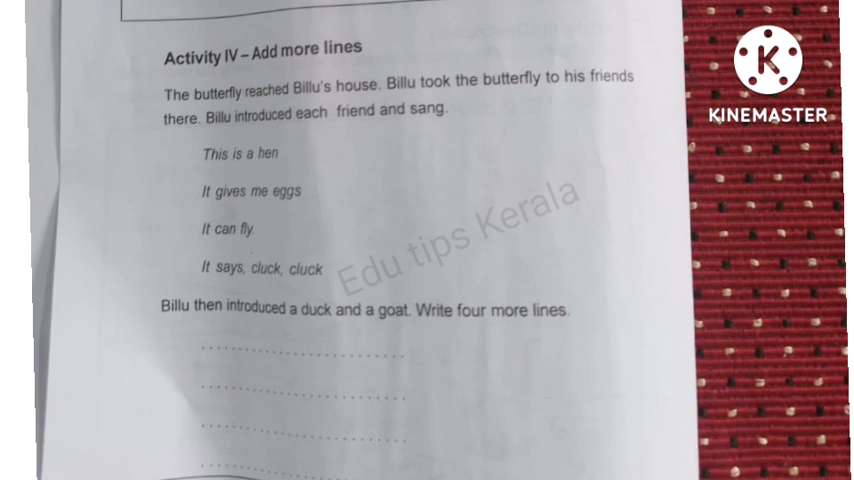 Activity IV – Add more lines
The butterfly reached Billu's house. Billu took the butterfly to his friends
there. Billu introduced each friend and sang.
This is a hen
It gives me eggs
It can fly.
It says, cluck, cluck
Billu then introduced a duck and a goat. Write four more lines.
Edu tips Kerala
K
KINEMASTER